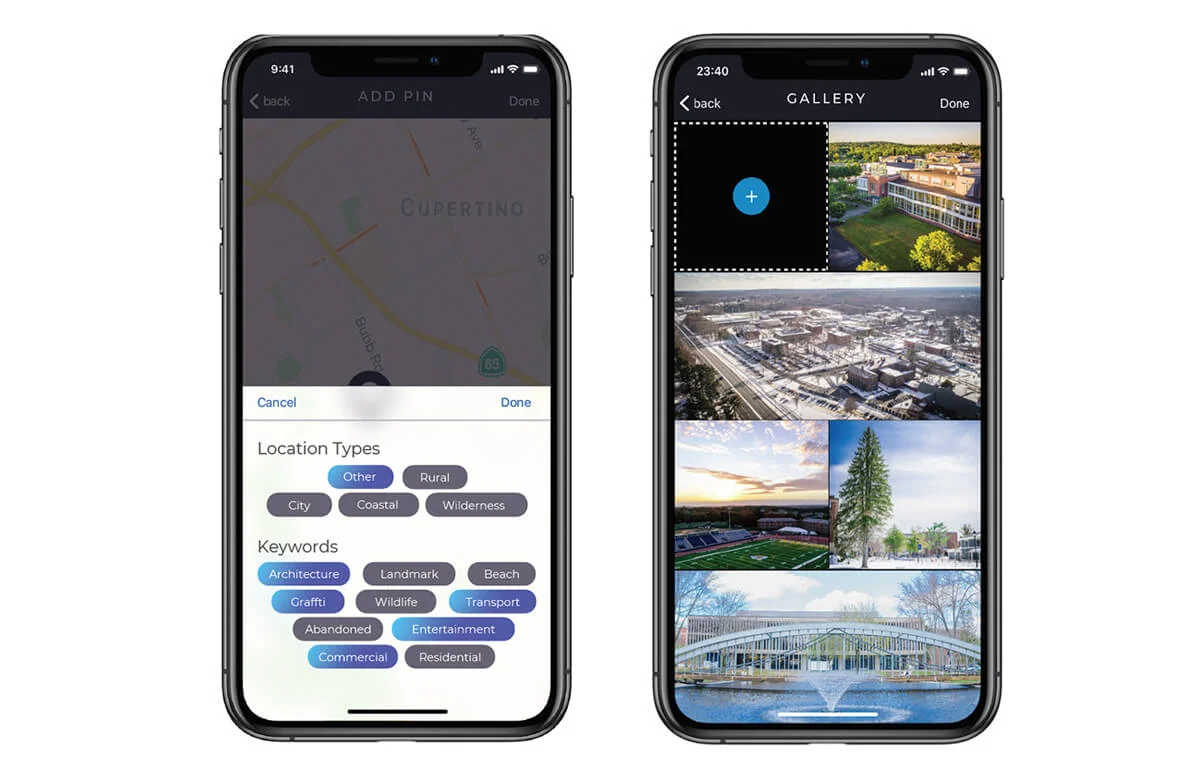 9:41
back ADD PIN Done
Ave.
CUPERTINO
Bubb Rd
85
Cancel Done
Location Types
Other Rural
City Coastal Wilderness
Keywords
Architecture Landmark Beach
Graffti Wildlife Transport
Abandoned Entertainment
Commercial Residential
23:40
back GALLERY Done
+